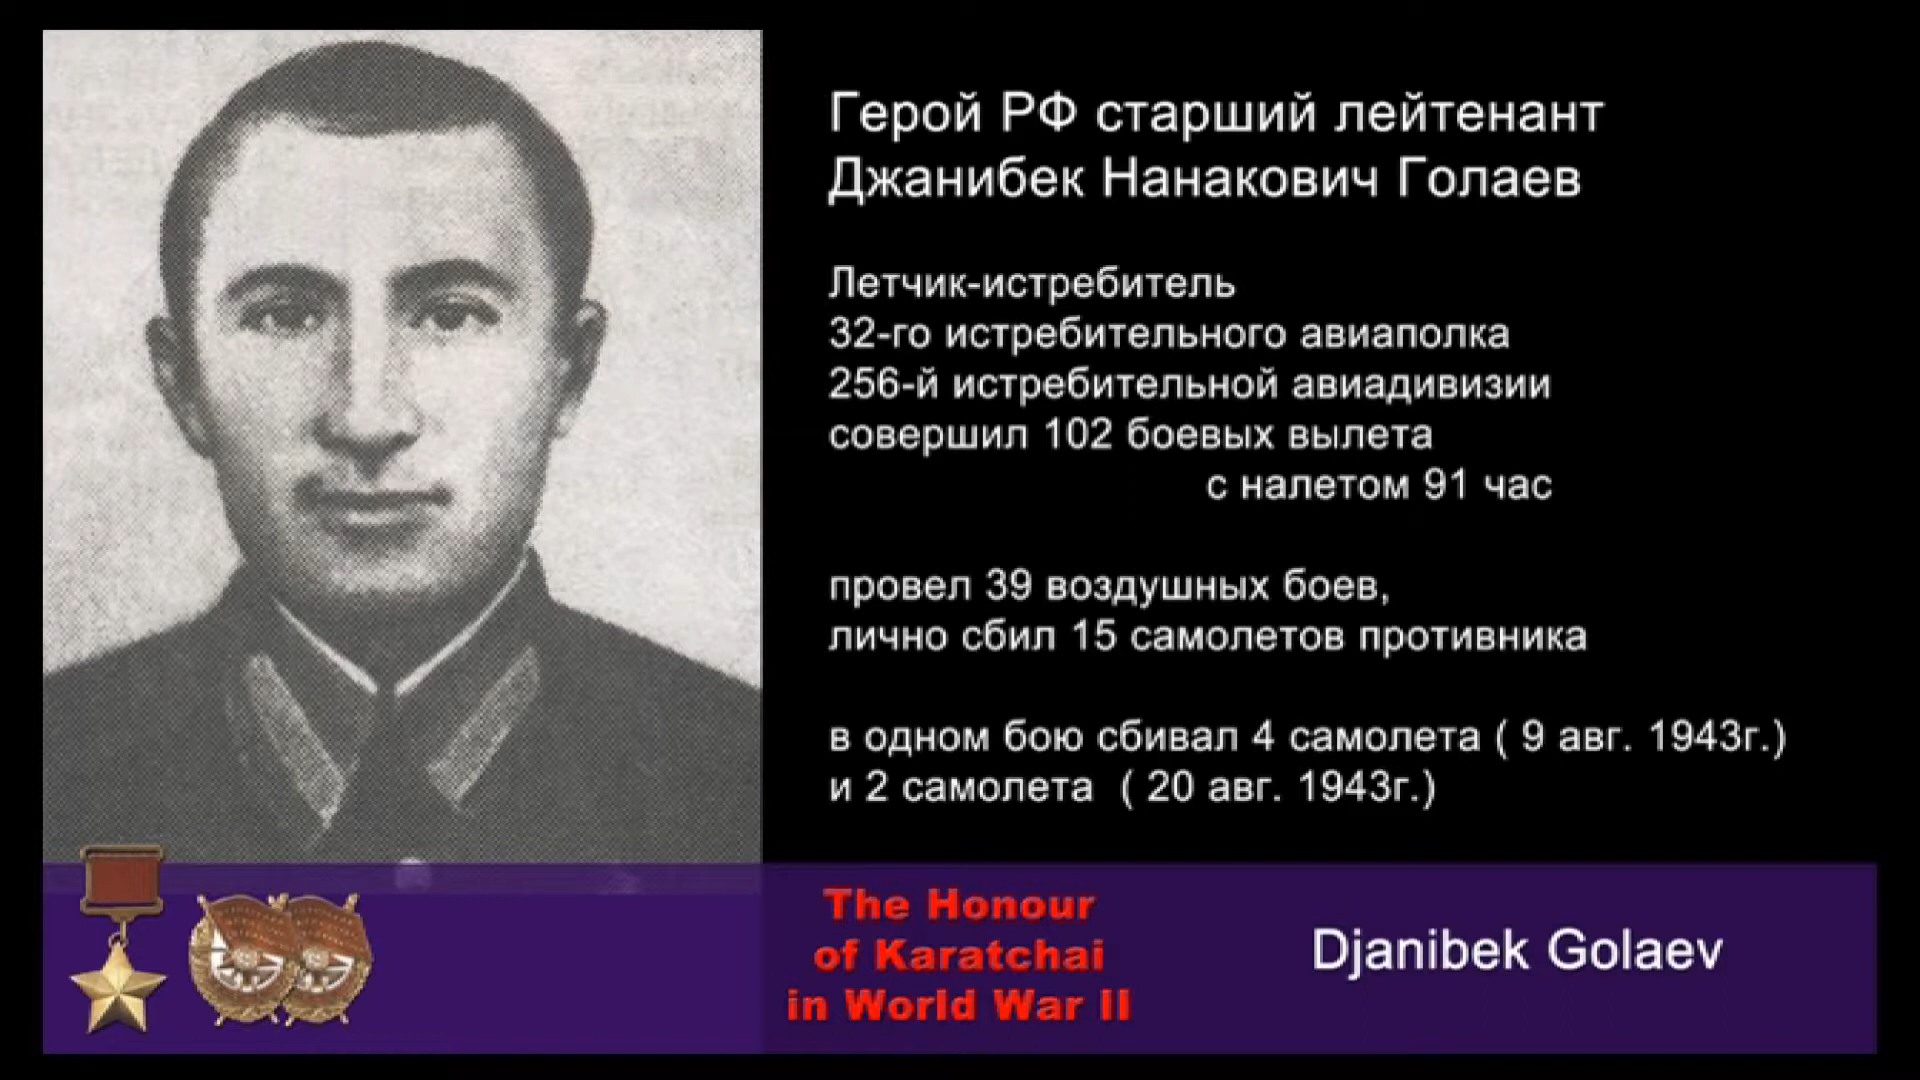 Герой РФ старший лейтенант
Джанибек Нанакович Голаев
Летчик-истребитель
32-го истребительного авиаполка
256-й истребительной авиадивизии
совершил 102 боевых вылета
с налетом 91 час
провел 39 воздушных боев,
лично сбил 15 самолетов противника
в одном бою сбивал 4 самолета ( 9 авг. 1943г.)
и 2 самолета ( 20 авг. 1943г.)
The Honour
of Karatchai
in World War II
Djanibek Golaev